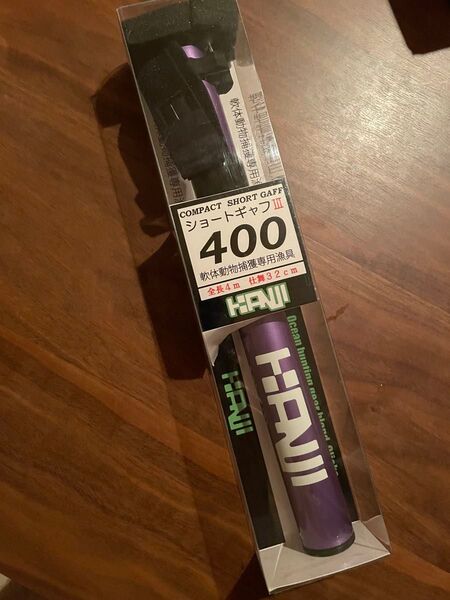 軟体動物捕獲専用漁
COMPACT SHORT GAFF
ショートギャフⅢ
400
軟体動物捕獲専用漁具
全長4m 仕舞32cm
HANJI
HANJI
HANJI
Ocean hunting gear